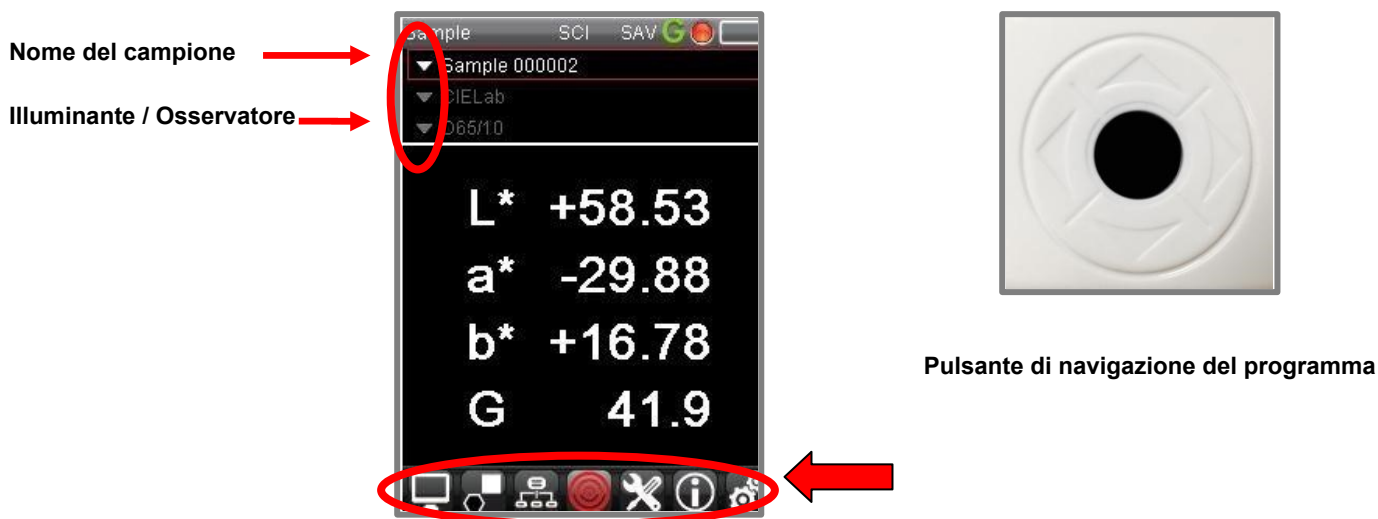 Nome del campione
Illuminante / Osservatore
Sample SCI SAV G
Sample 000002
CIELab
D65/10
L* +58.53
a* -29.88
b* +16.78
G 41.9
Pulsante di navigazione del programma